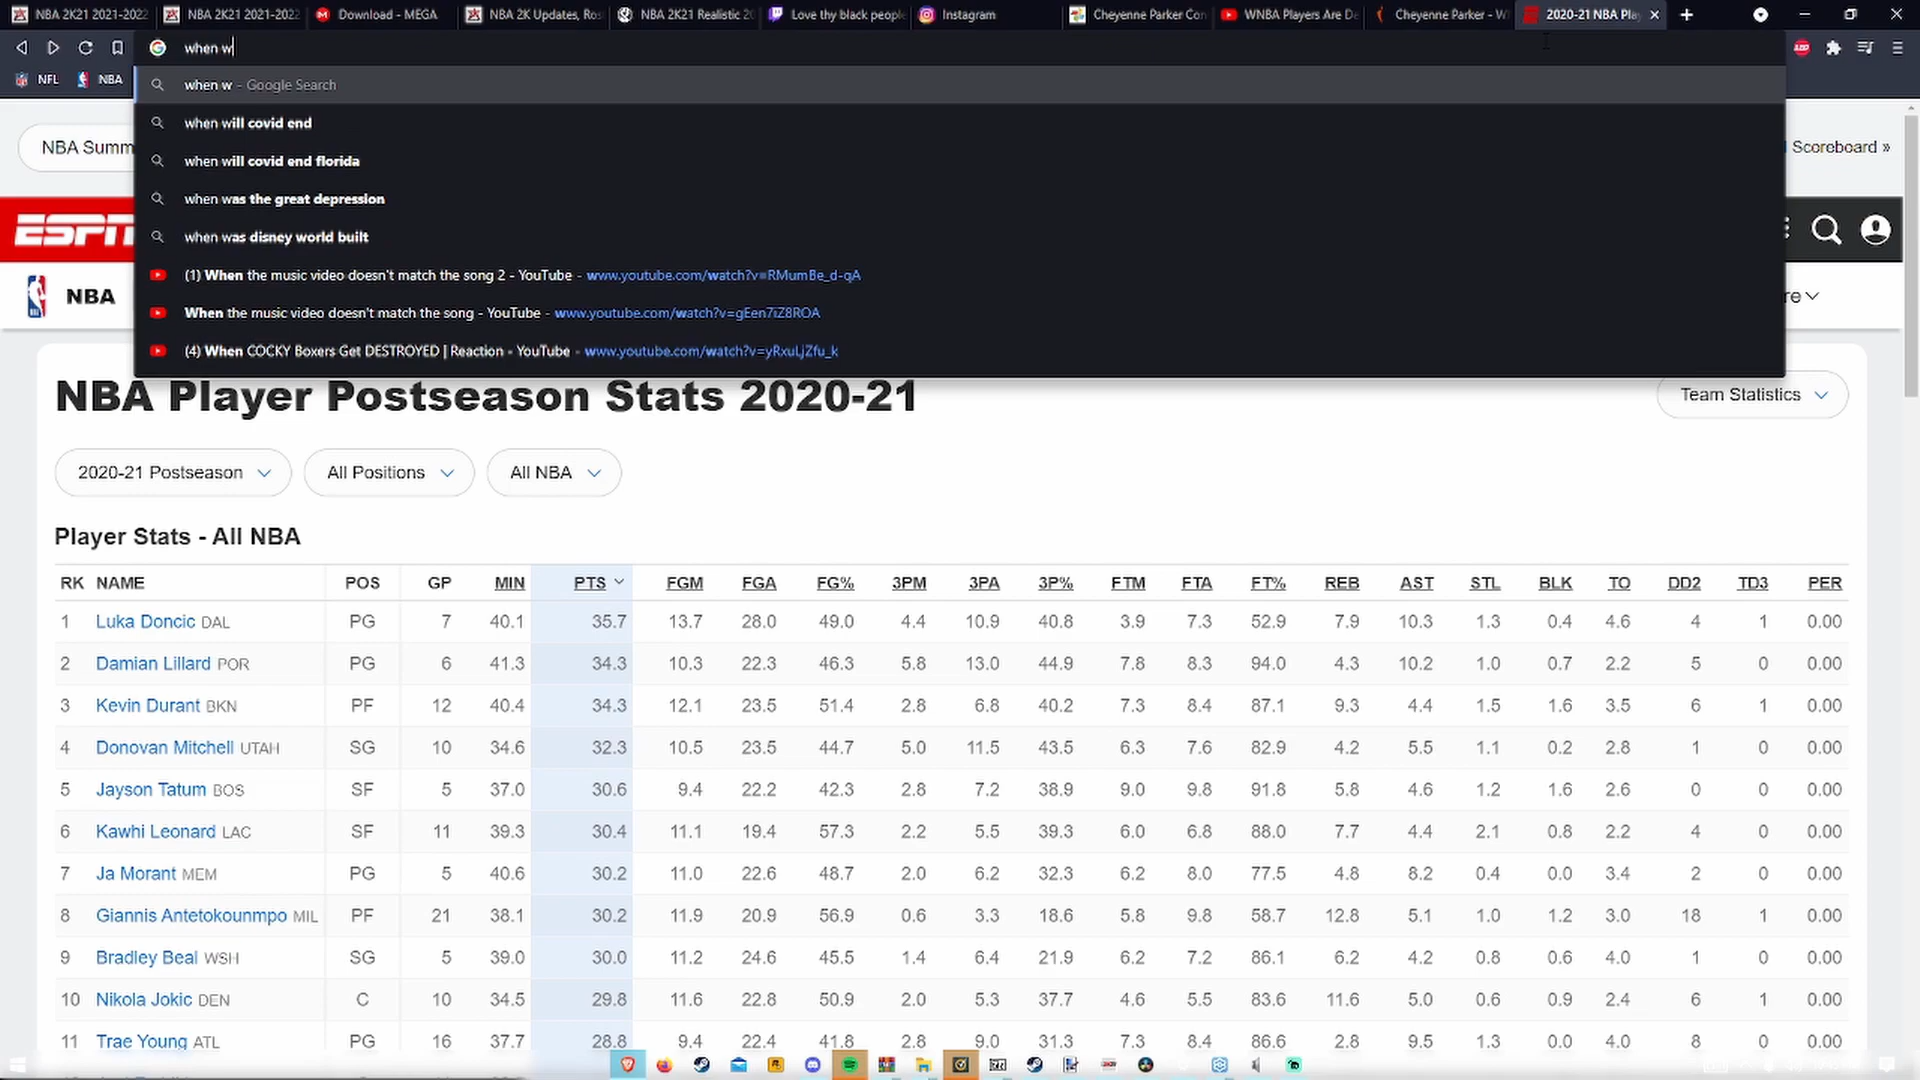 NBA 2K21 2021-2022
NBA 2K21 2021-2022
Download - MEGA
NBA 2K Updates, Ros
NBA 2K21 Realistic 20
Love thy black people
Instagram
Cheyenne Parker Con
WNBA Players Are De
Cheyenne Parker - W
2020-21 NBA Play
when w
NFL
NBA
when w - Google Search
when will covid end
when will covid end florida
when was the great depression
when was disney world built
(1) When the music video doesn't match the song 2 - YouTube - www.youtube.com/watch?v=RMumBe_d-qA
When the music video doesn't match the song - YouTube - www.youtube.com/watch?v=gEen7iZ8ROA
(4) When COCKY Boxers Get DESTROYED | Reaction - YouTube - www.youtube.com/watch?v=yRxuLjZfu_k
NBA Summ
Scoreboard »
ESPN
NBA
re
NBA Player Postseason Stats 2020-21
Team Statistics
2020-21 Postseason
All Positions
All NBA
Player Stats - All NBA
RK NAME POS GP MIN PTS FGM FGA FG% 3PM 3PA 3P% FTM FTA FT% REB AST STL BLK TO DD2 TD3 PER
1 Luka Doncic DAL PG 7 40.1 35.7 13.7 28.0 49.0 4.4 10.9 40.8 3.9 7.3 52.9 7.9 10.3 1.3 0.4 4.6 4 1 0.00
2 Damian Lillard POR PG 6 41.3 34.3 10.3 22.3 46.3 5.8 13.0 44.9 7.8 8.3 94.0 4.3 10.2 1.0 0.7 2.2 5 0 0.00
3 Kevin Durant BKN PF 12 40.4 34.3 12.1 23.5 51.4 2.8 6.8 40.2 7.3 8.4 87.1 9.3 4.4 1.5 1.6 3.5 6 1 0.00
4 Donovan Mitchell UTAH SG 10 34.6 32.3 10.5 23.5 44.7 5.0 11.5 43.5 6.3 7.6 82.9 4.2 5.5 1.1 0.2 2.8 1 0 0.00
5 Jayson Tatum BOS SF 5 37.0 30.6 9.4 22.2 42.3 2.8 7.2 38.9 9.0 9.8 91.8 5.8 4.6 1.2 1.6 2.6 0 0 0.00
6 Kawhi Leonard LAC SF 11 39.3 30.4 11.1 19.4 57.3 2.2 5.5 39.3 6.0 6.8 88.0 7.7 4.4 2.1 0.8 2.2 4 0 0.00
7 Ja Morant MEM PG 5 40.6 30.2 11.0 22.6 48.7 2.0 6.2 32.3 6.2 8.0 77.5 4.8 8.2 0.4 0.0 3.4 2 0 0.00
8 Giannis Antetokounmpo MIL PF 21 38.1 30.2 11.9 20.9 56.9 0.6 3.3 18.6 5.8 9.8 58.7 12.8 5.1 1.0 1.2 3.0 18 1 0.00
9 Bradley Beal WSH SG 5 39.0 30.0 11.2 24.6 45.5 1.4 6.4 21.9 6.2 7.2 86.1 6.2 4.2 0.8 0.6 4.0 1 0 0.00
10 Nikola Jokic DEN C 10 34.5 29.8 11.6 22.8 50.9 2.0 5.3 37.7 4.6 5.5 83.6 11.6 5.0 0.6 0.9 2.4 6 1 0.00
11 Trae Young ATL PG 16 37.7 28.8 9.4 22.4 41.8 2.8 9.0 31.3 7.3 8.4 86.6 2.8 9.5 1.3 0.0 4.0 8 0 0.00